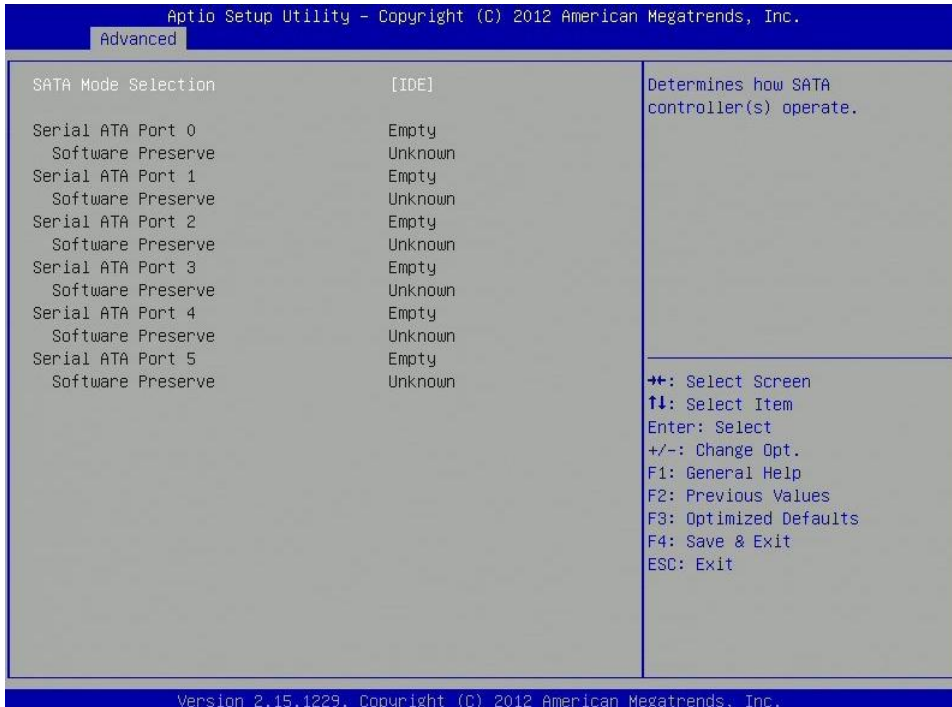 Aptio Setup Utility – Copyright (C) 2012 American Megatrends, Inc.
Advanced
SATA Mode Selection [IDE]
Serial ATA Port 0 Empty
Software Preserve Unknown
Serial ATA Port 1 Empty
Software Preserve Unknown
Serial ATA Port 2 Empty
Software Preserve Unknown
Serial ATA Port 3 Empty
Software Preserve Unknown
Serial ATA Port 4 Empty
Software Preserve Unknown
Serial ATA Port 5 Empty
Software Preserve Unknown
Determines how SATA
controller(s) operate.
→←: Select Screen
↑↓: Select Item
Enter: Select
+/-: Change Opt.
F1: General Help
F2: Previous Values
F3: Optimized Defaults
F4: Save & Exit
ESC: Exit
Version 2.15.1229. Copyright (C) 2012 American Megatrends, Inc.